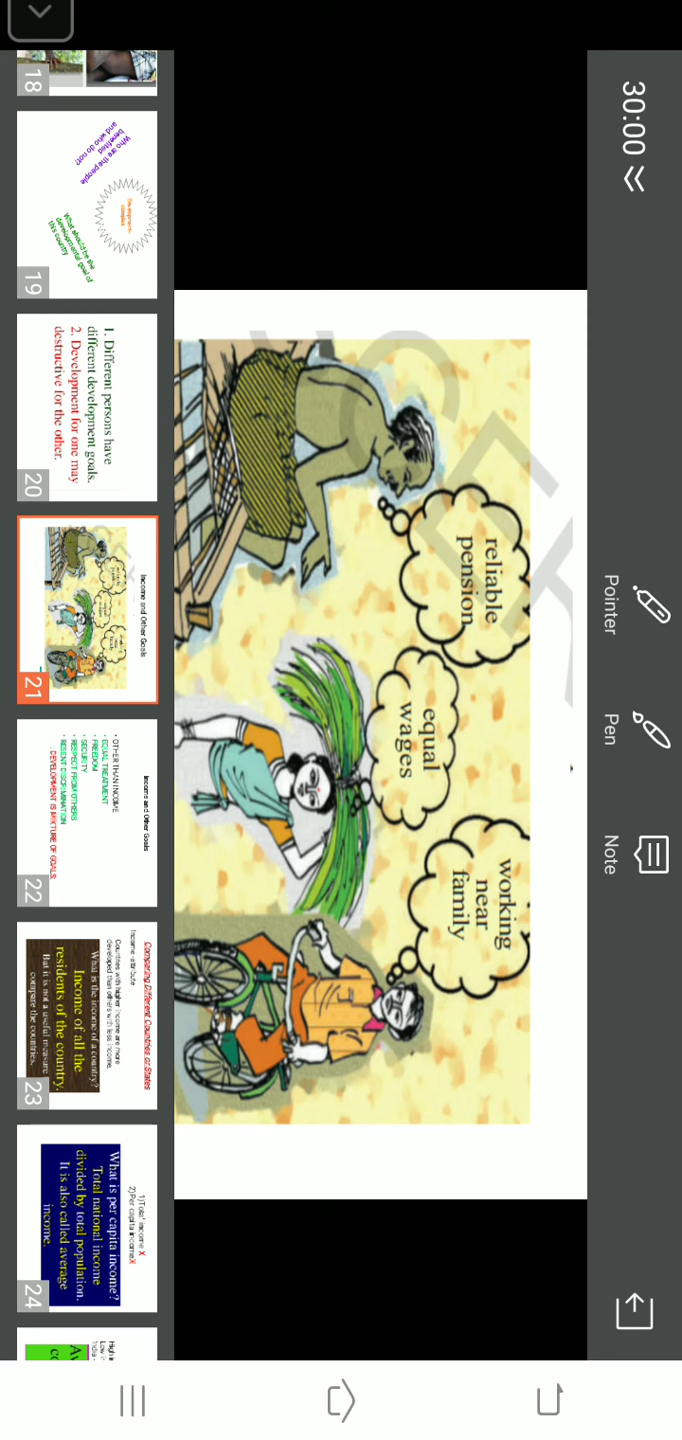 30:00
Pointer
Pen
Note
reliable
pension
equal
wages
working
near
family
18
Who are the people
benefited
and who do not?
Development-
complex
What should be the
developmental goal of
this country
19
1. Different persons have
different development goals.
2. Development for one may
destructive for the other.
20
Income and Other Goals
21
Income and Other Goals
• OTHER THAN INCOME
• EQUAL TREATMENT
• FREEDOM
• SECURITY
• RESPECT FROM OTHERS
• RESENT DISCRIMINATION
DEVELOPMENT IS MIXTURE OF GOALS
22
Comparing Different Countries or States
Income-attribute
Countries with higher income are more
developed than others with less income.
What is the income of a country?
Income of all the
residents of the country.
But it is not a useful measure
compare the countries.
23
1)Total income X
2)Per capita incomeX
What is per capita income?
Total national income
divided by total population.
It is also called average
income.
24